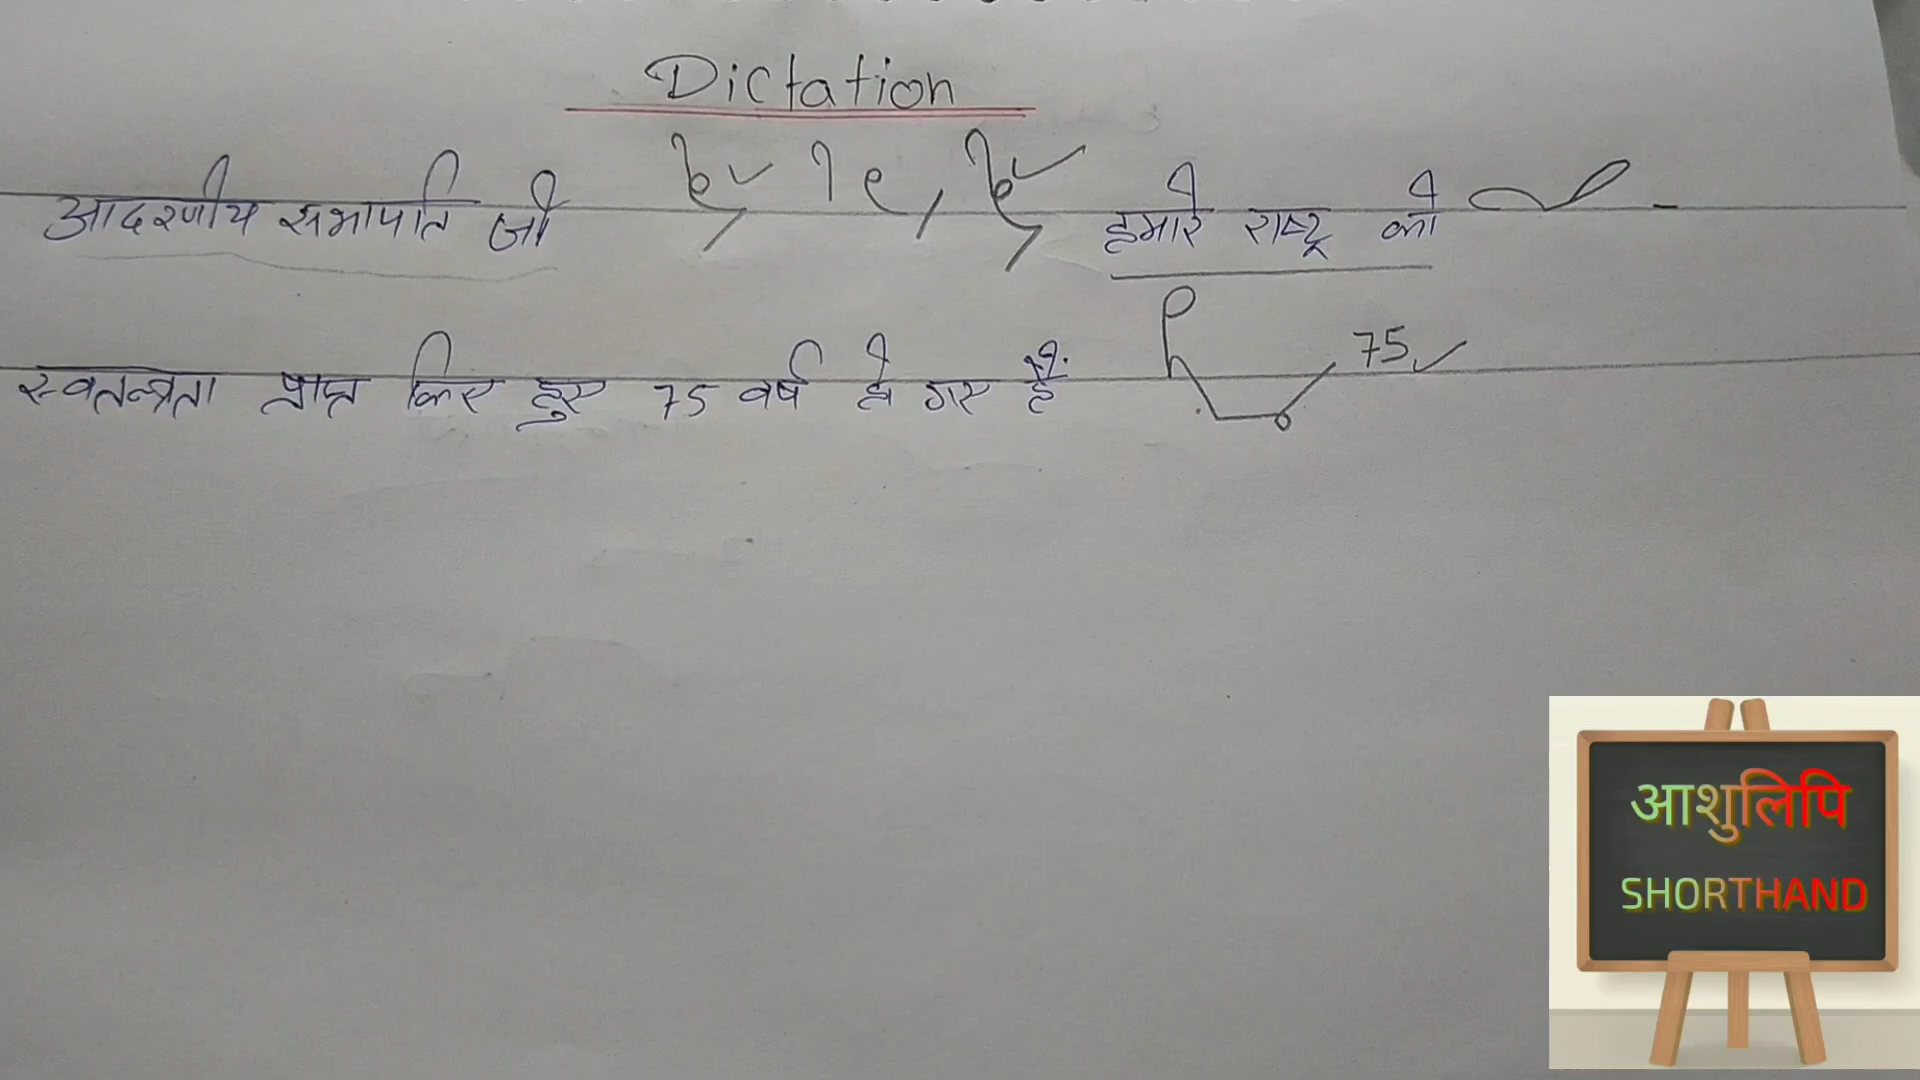 Dictation
आदरणीय सभापति जी हमारे राष्ट्र को
स्वतन्त्रता प्राप्त किए हुए 75 वर्ष हो गए हैं 75
आशुलिपि
SHORTHAND